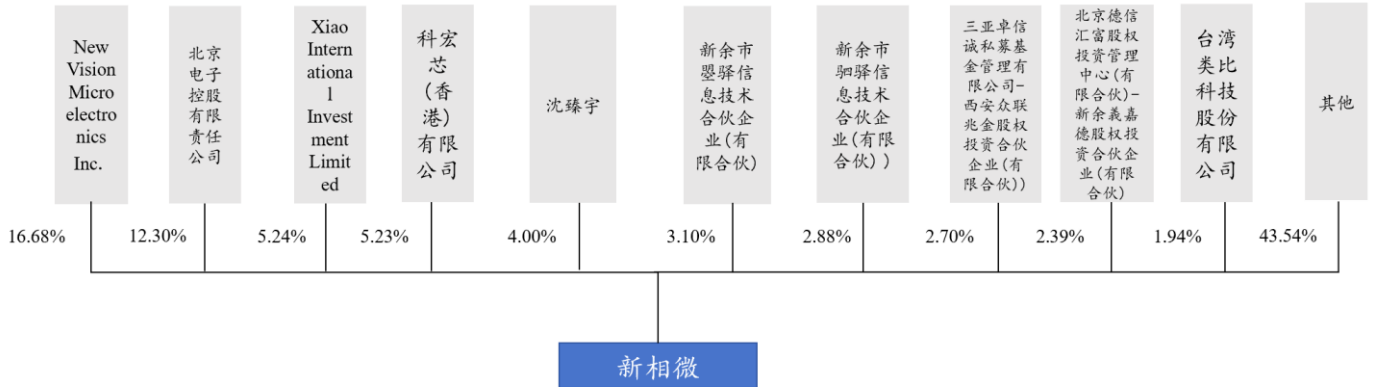 New
Vision
Micro
electro
nics
Inc.
北京
电子
控股
有限
责任
公司
Xiao
Intern
ationa
l
Invest
ment
Limit
ed
科宏
芯
(香
港)
有限
公司
沈臻宇
新余市
曌驿信
息技术
合伙企
业(有
限合伙)
新余市
驷驿信
息技术
合伙企
业(有限
合伙))
三亚卓信
诚私募基
金管理有
限公司-
西安众联
兆金股权
投资合伙
企业(有
限合伙))
北京德信
汇富股权
投资管理
中心(有
限合伙)-
新余義嘉
德股权投
资合伙企
业(有限
合伙)
台湾
类比
科技
股份
有限
公司
其他
16.68%
12.30%
5.24%
5.23%
4.00%
3.10%
2.88%
2.70%
2.39%
1.94%
43.54%
新相微